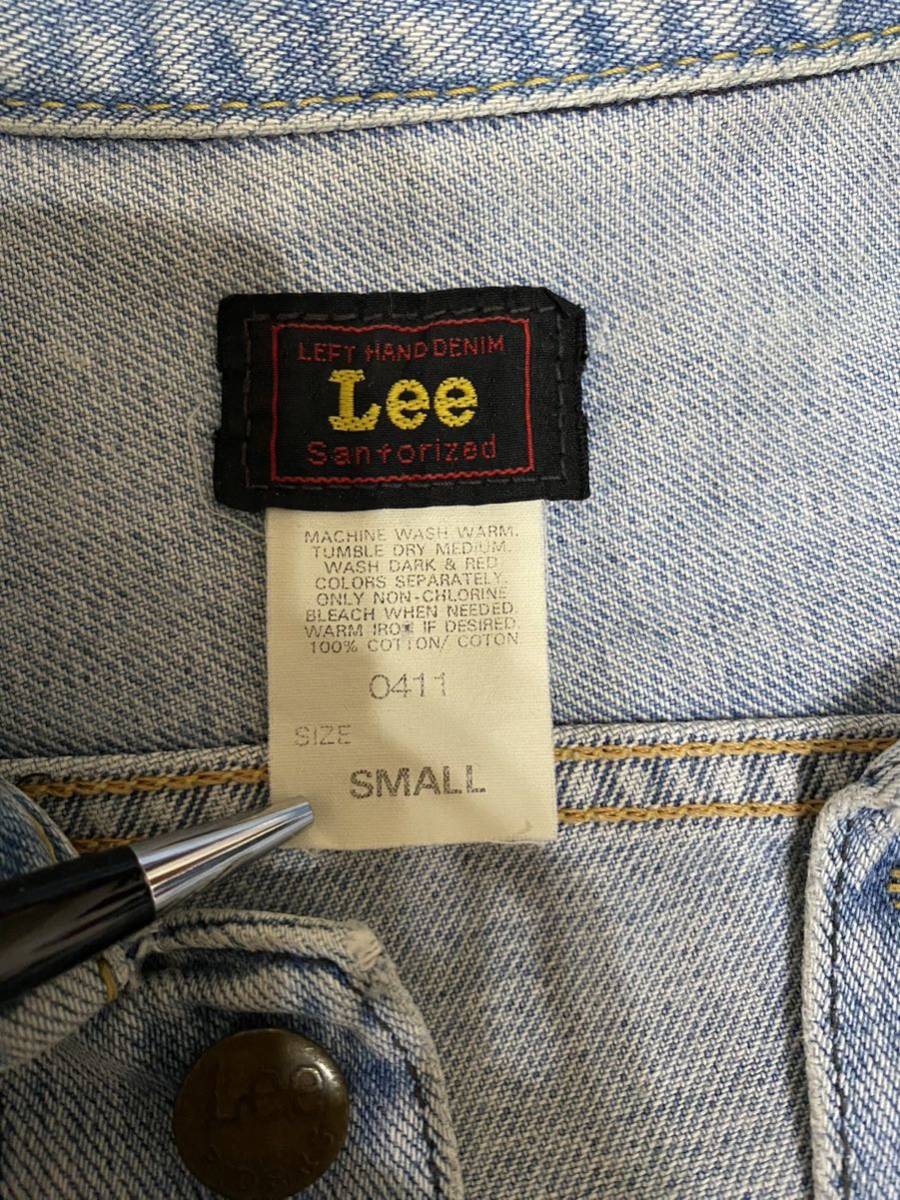 LEFT HAND DENIM
Lee
Sanforized
MACHINE WASH WARM.
TUMBLE DRY MEDIUM.
WASH DARK & RED
COLORS SEPARATELY.
ONLY NON-CHLORINE
BLEACH WHEN NEEDED.
WARM IRON IF DESIRED.
100% COTTON/ COTON
0411
SIZE
SMALL
Lee